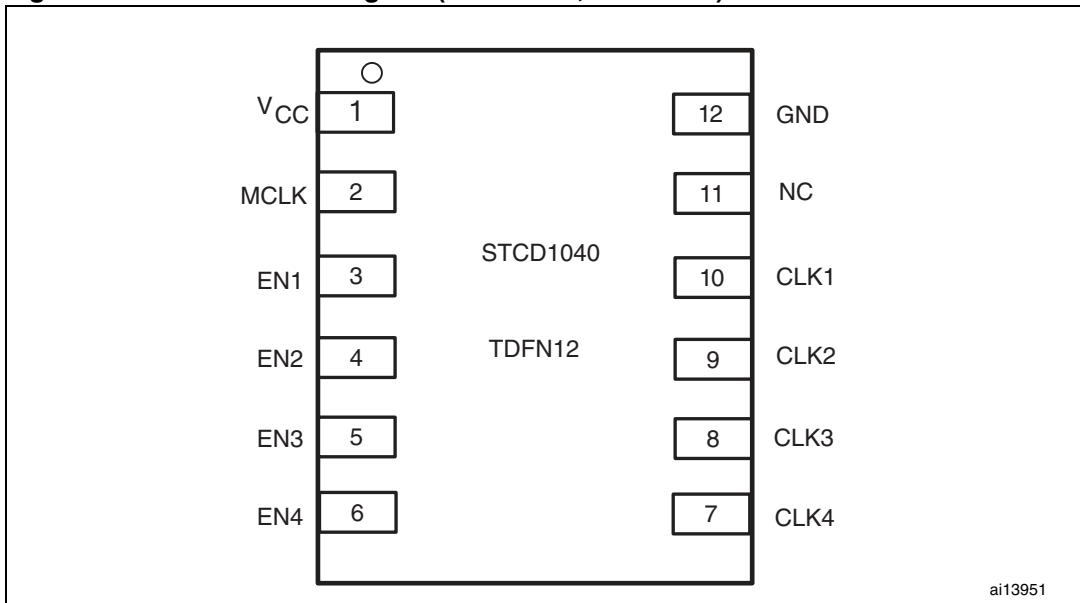 VCC 1 12 GND
MCLK 2 11 NC
STCD1040
EN1 3 10 CLK1
TDFN12
EN2 4 9 CLK2
EN3 5 8 CLK3
EN4 6 7 CLK4
ai13951